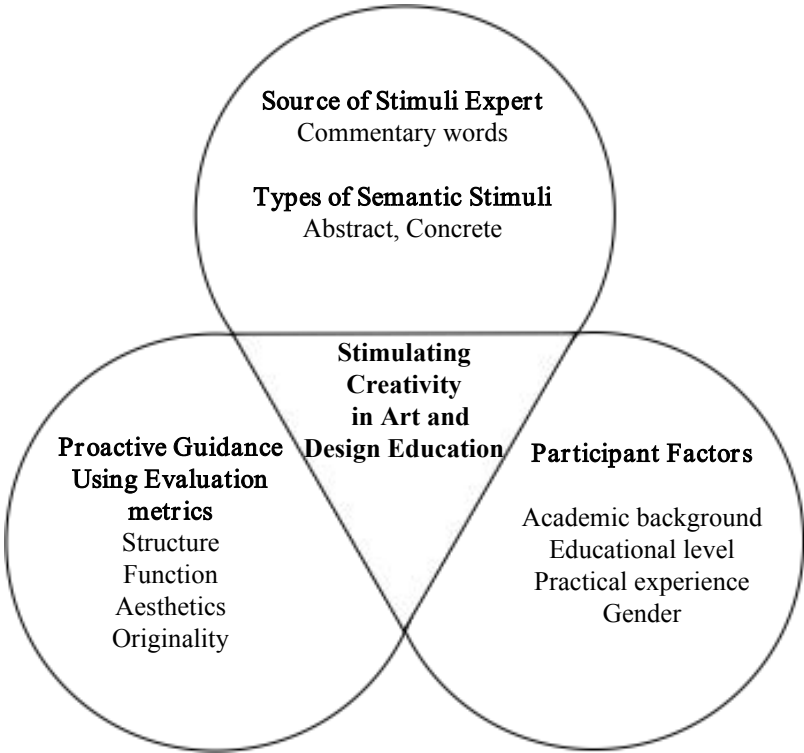 Source of Stimuli Expert
Commentary words
Types of Semantic Stimuli
Abstract, Concrete
Stimulating
Creativity
in Art and
Design Education
Proactive Guidance
Using Evaluation
metrics
Structure
Function
Aesthetics
Originality
Participant Factors
Academic background
Educational level
Practical experience
Gender